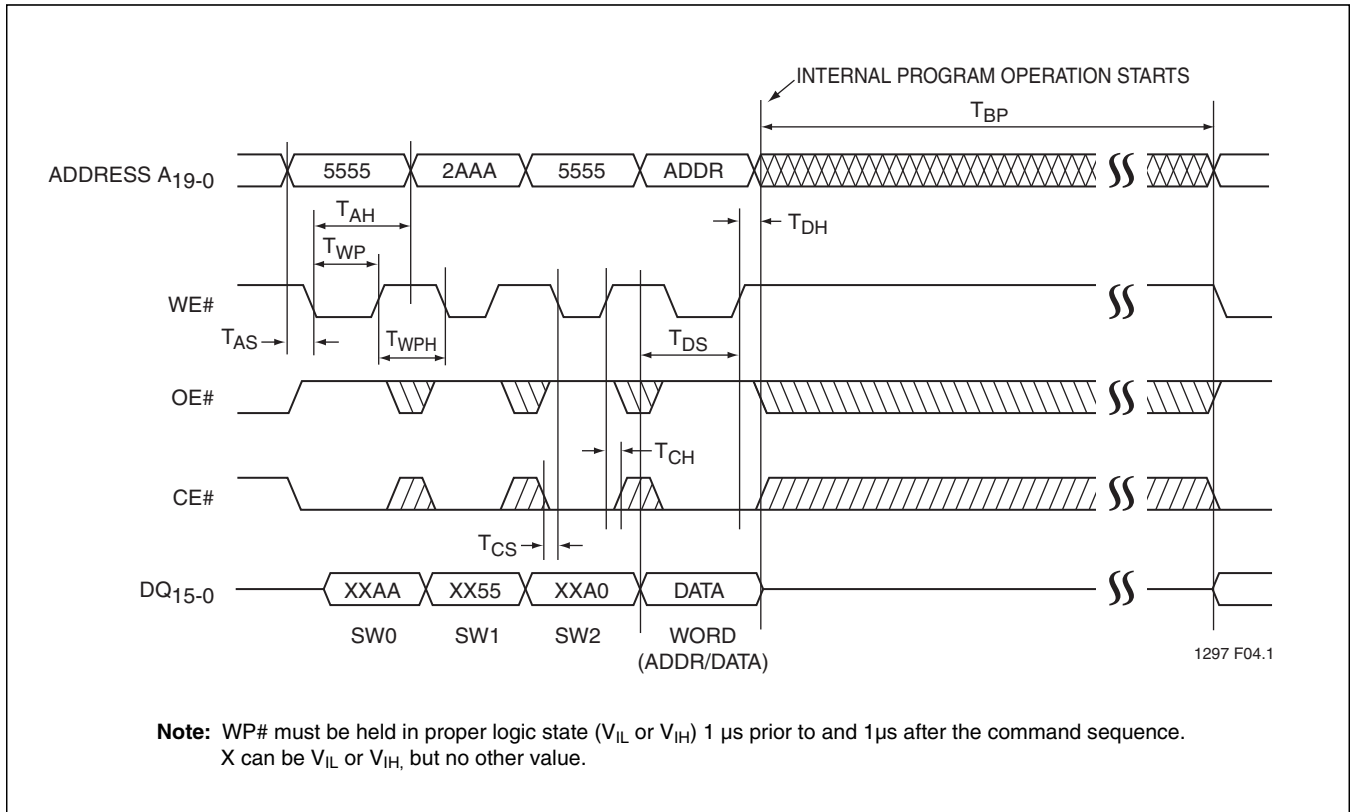 INTERNAL PROGRAM OPERATION STARTS
TBP
ADDRESS A19-0
5555
2AAA
5555
ADDR
TAH
TDH
TWP
WE#
TAS
TWPH
TDS
OE#
TCH
CE#
TCS
DQ15-0
XXAA
XX55
XXA0
DATA
SW0
SW1
SW2
WORD
(ADDR/DATA)
1297 F04.1
Note: WP# must be held in proper logic state (VIL or VIH) 1 µs prior to and 1µs after the command sequence.
X can be VIL or VIH, but no other value.